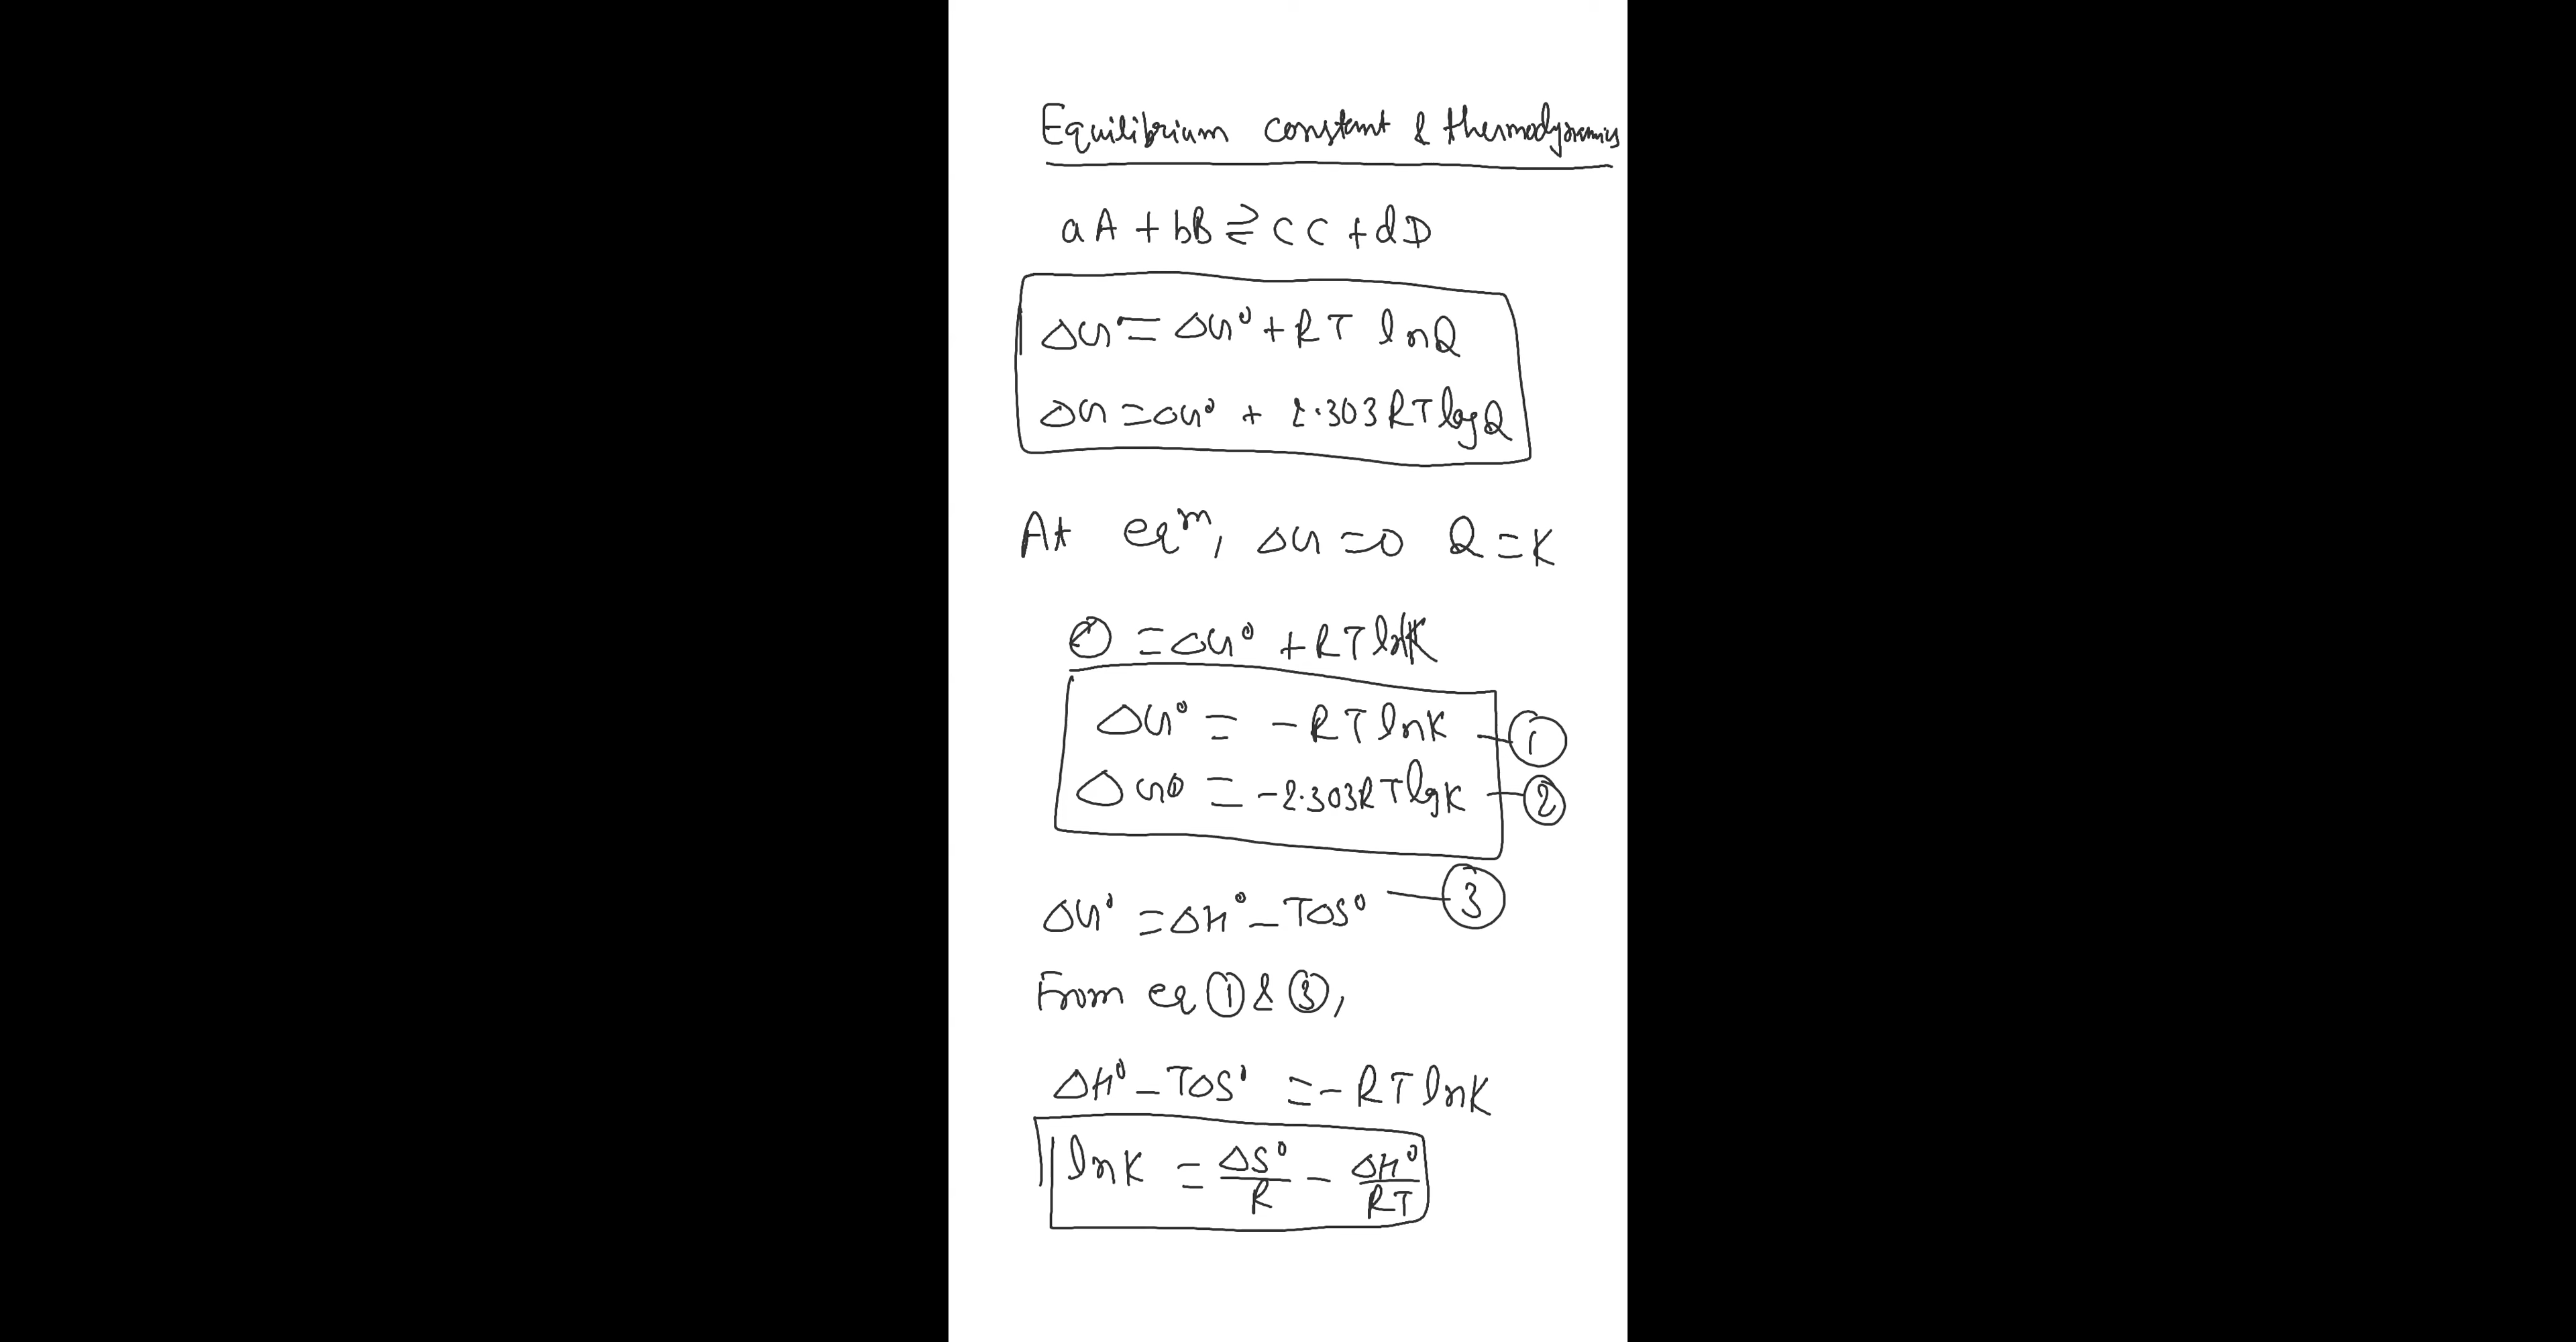 Equilibrium constant & thermodynamics
aA + bB ⇌ cC + dD
ΔG = ΔG° + RT lnQ
ΔG = ΔG° + 2.303 RT log Q
At eqᵐ, ΔG = 0 Q = K
0 = ΔG° + RT lnK
ΔG° = -RT lnK — ①
ΔG° = -2.303RT log K — ②
ΔG° = ΔH° - TΔS° — ③
From eq ① & ③,
ΔH° - TΔS° = -RT lnK
lnK = ΔS°/R - ΔH°/RT